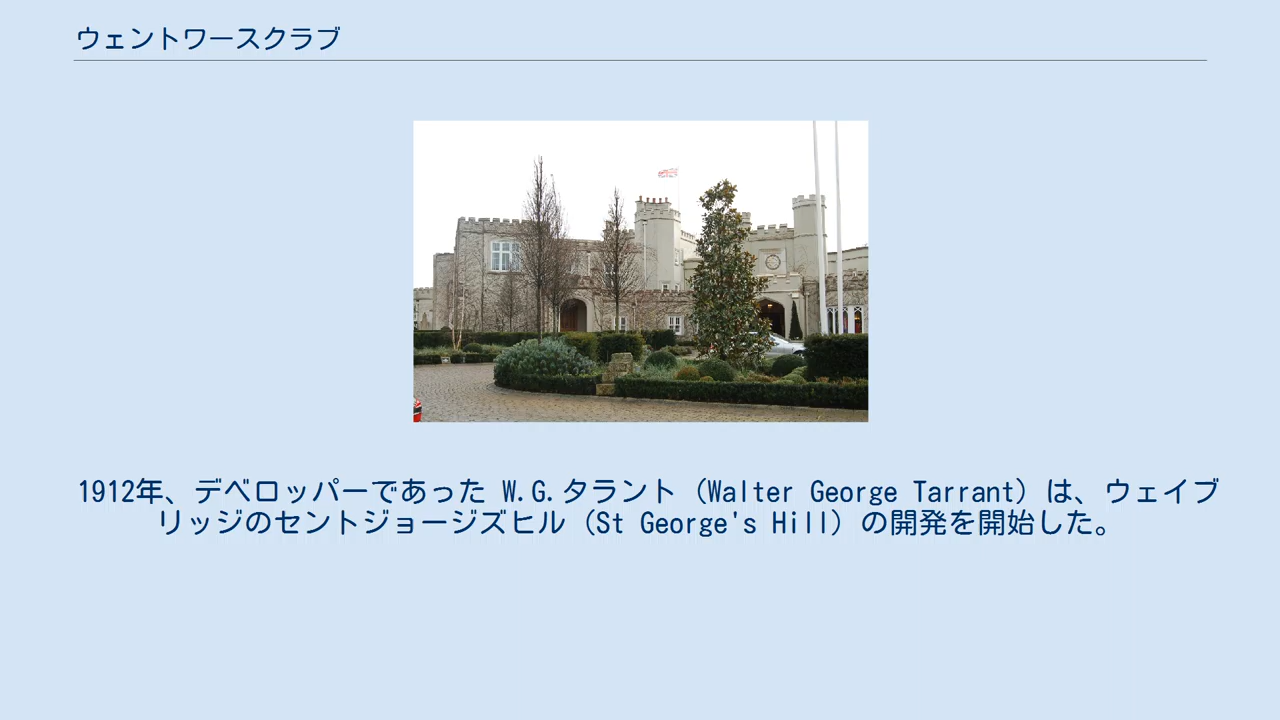 ウェントワースクラブ
1912年、デベロッパーであった W.G.タラント（Walter George Tarrant）は、ウェイブ
リッジのセントジョージズヒル（St George's Hill）の開発を開始した。